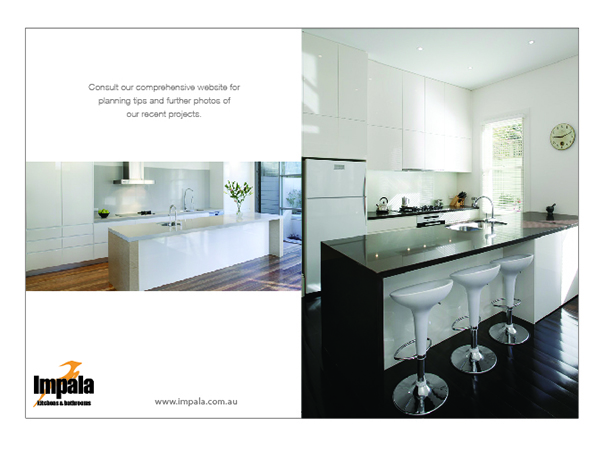 Consult our comprehensive website for
planning tips and further photos of
our recent projects.
Impala
kitchens & bathrooms
www.impala.com.au